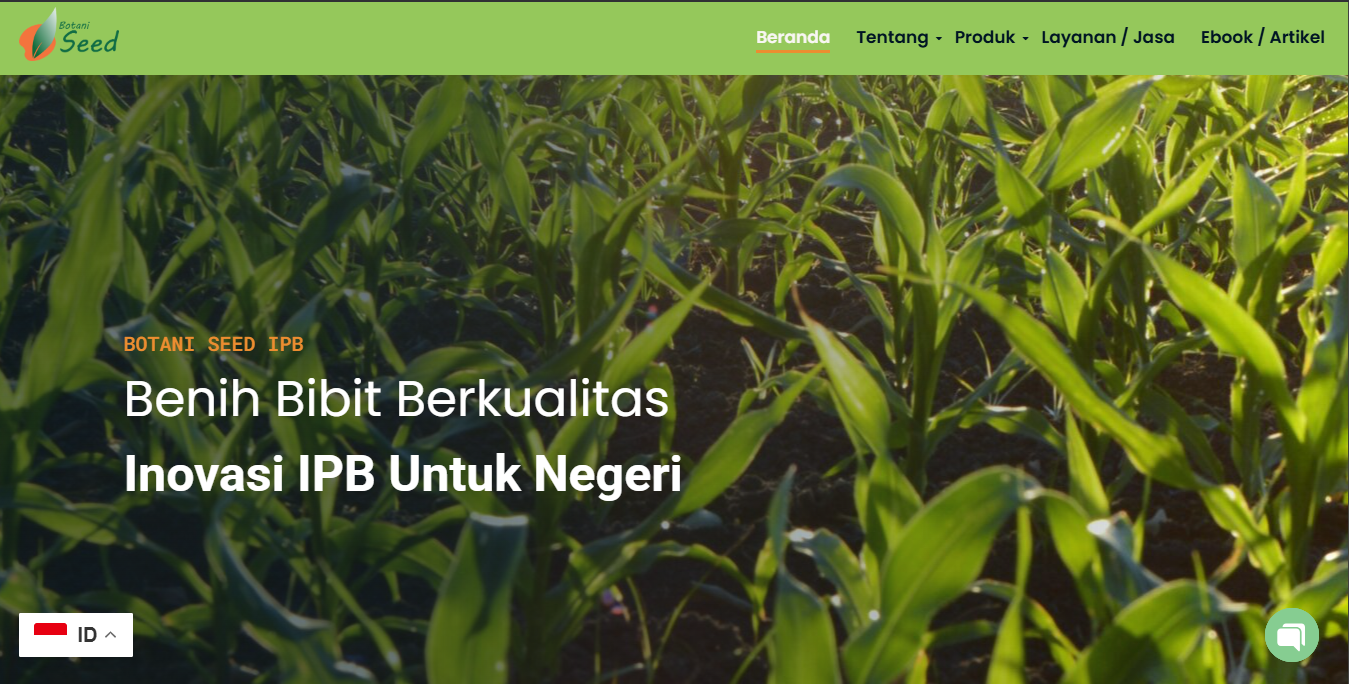 Botani
Seed
Beranda
Tentang
Produk
Layanan / Jasa
Ebook / Artikel
BOTANI SEED IPB
Benih Bibit Berkualitas
Inovasi IPB Untuk Negeri
ID